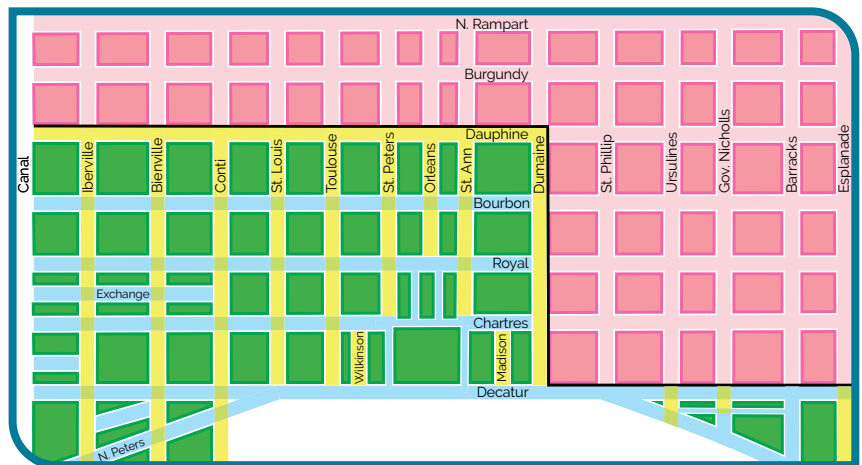 N. Rampart
Burgundy
Dauphine
Canal
Iberville
Bienville
Conti
St. Louis
Toulouse
St. Peters
Orleans
St. Ann
Dumaine
St. Phillip
Ursulines
Gov. Nicholls
Barracks
Esplanade
Bourbon
Royal
Exchange
Chartres
Wilkinson
Madison
Decatur
N. Peters